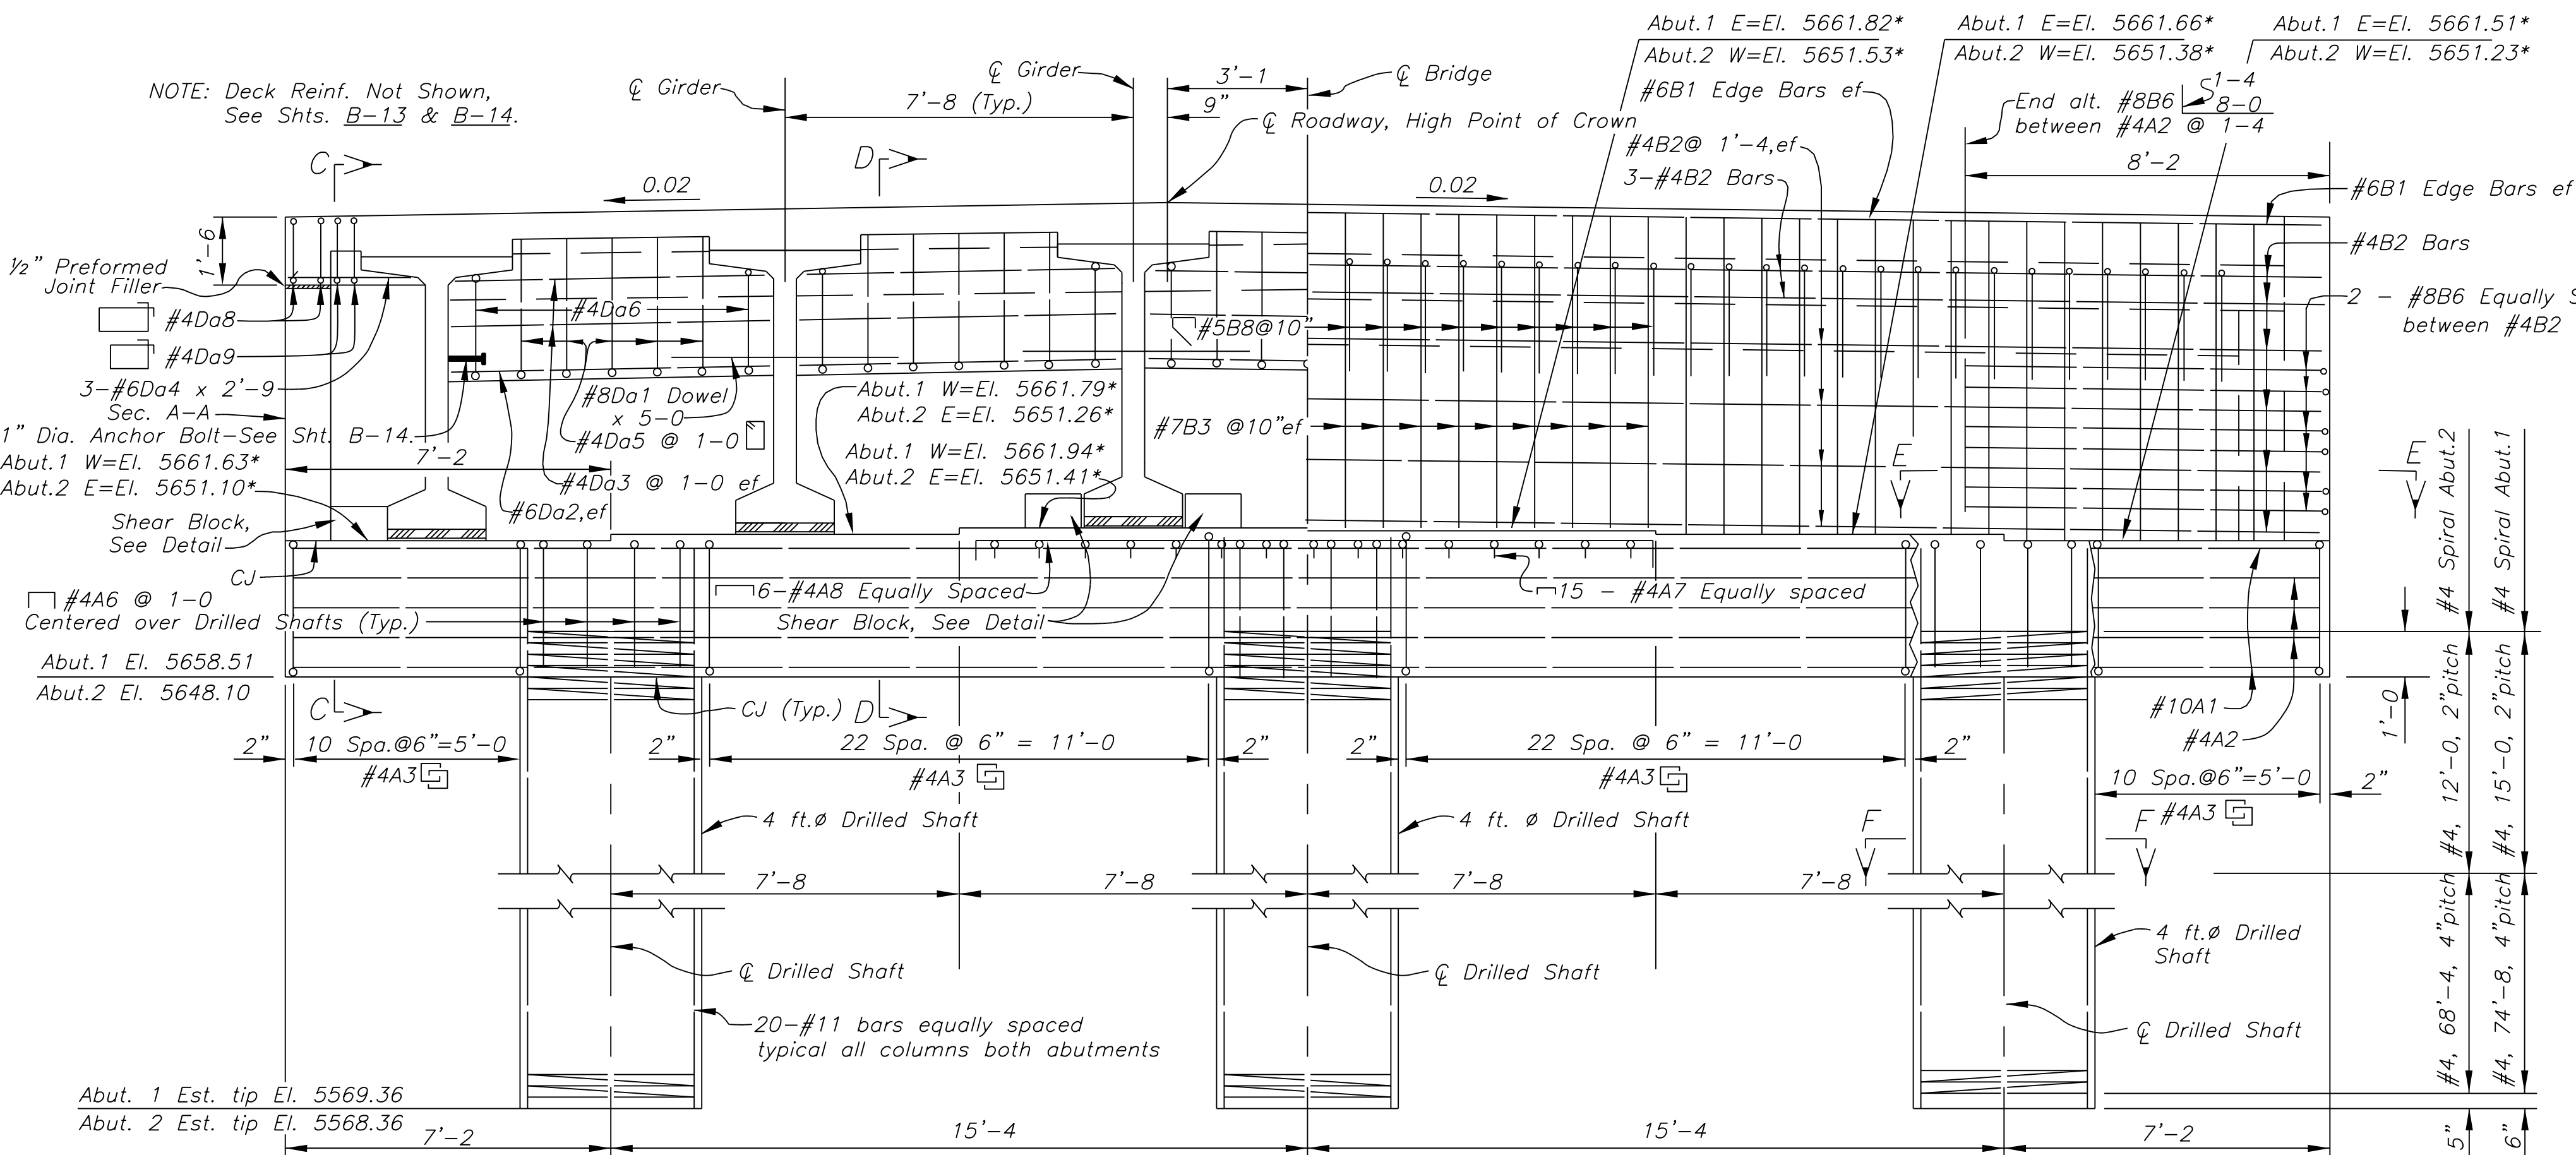 Abut.1 E=El. 5661.82*
Abut.2 W=El. 5651.53*
Abut.1 E=El. 5661.66*
Abut.2 W=El. 5651.38*
Abut.1 E=El. 5661.51*
Abut.2 W=El. 5651.23*
NOTE: Deck Reinf. Not Shown,
See Shts. B-13 & B-14.
℄ Girder
7'-8 (Typ.)
℄ Girder
3'-1
9"
℄ Bridge
℄ Roadway, High Point of Crown
#6B1 Edge Bars ef
#4B2@ 1'-4,ef
3-#4B2 Bars
End alt. #8B6
between #4A2 @ 1-4
1-4
8-0
8'-2
C
D
0.02
0.02
#6B1 Edge Bars ef
#4B2 Bars
2 - #8B6 Equally S
between #4B2
1'-6
½" Preformed
Joint Filler
#4Da8
#4Da9
3-#6Da4 x 2'-9
Sec. A-A
1" Dia. Anchor Bolt-See Sht. B-14.
Abut.1 W=El. 5661.63*
Abut.2 E=El. 5651.10*
7'-2
#4Da6
#8Da1 Dowel
x 5-0
#4Da5 @ 1-0
#4Da3 @ 1-0 ef
#6Da2,ef
Abut.1 W=El. 5661.79*
Abut.2 E=El. 5651.26*
Abut.1 W=El. 5661.94*
Abut.2 E=El. 5651.41*
#5B8@10"
#7B3 @10"ef
E
E
Shear Block,
See Detail
CJ
#4A6 @ 1-0
Centered over Drilled Shafts (Typ.)
6-#4A8 Equally Spaced
Shear Block, See Detail
15 - #4A7 Equally spaced
Abut.1 El. 5658.51
Abut.2 El. 5648.10
C
CJ (Typ.)
D
#10A1
#4A2
1'-0
2"
10 Spa.@6"=5'-0
#4A3
2"
22 Spa. @ 6" = 11'-0
#4A3
2"
2"
22 Spa. @ 6" = 11'-0
#4A3
2"
10 Spa.@6"=5'-0
#4A3
2"
4 ft.ø Drilled Shaft
4 ft. ø Drilled Shaft
F
F
7'-8
7'-8
7'-8
7'-8
℄ Drilled Shaft
℄ Drilled Shaft
4 ft.ø Drilled
Shaft
℄ Drilled Shaft
20-#11 bars equally spaced
typical all columns both abutments
Abut. 1 Est. tip El. 5569.36
Abut. 2 Est. tip El. 5568.36
7'-2
15'-4
15'-4
7'-2
#4 Spiral Abut.2
#4, 12'-0, 2"pitch
#4, 68'-4, 4"pitch
5"
#4 Spiral Abut.1
#4, 15'-0, 2"pitch
#4, 74'-8, 4"pitch
6"